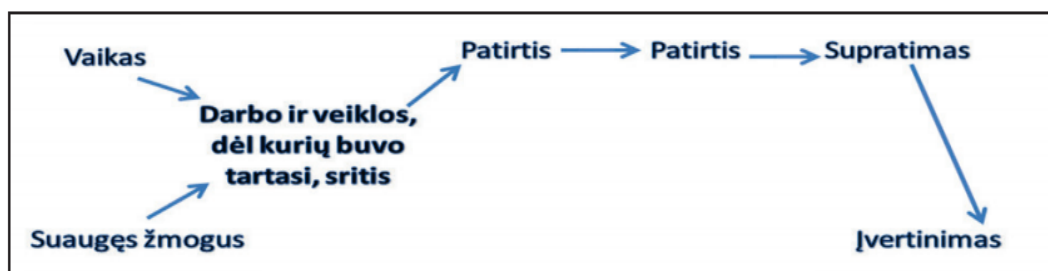 Vaikas
Patirtis
Patirtis
Supratimas
Darbo ir veiklos,
dėl kurių buvo
tartasi, sritis
Suaugęs žmogus
Įvertinimas